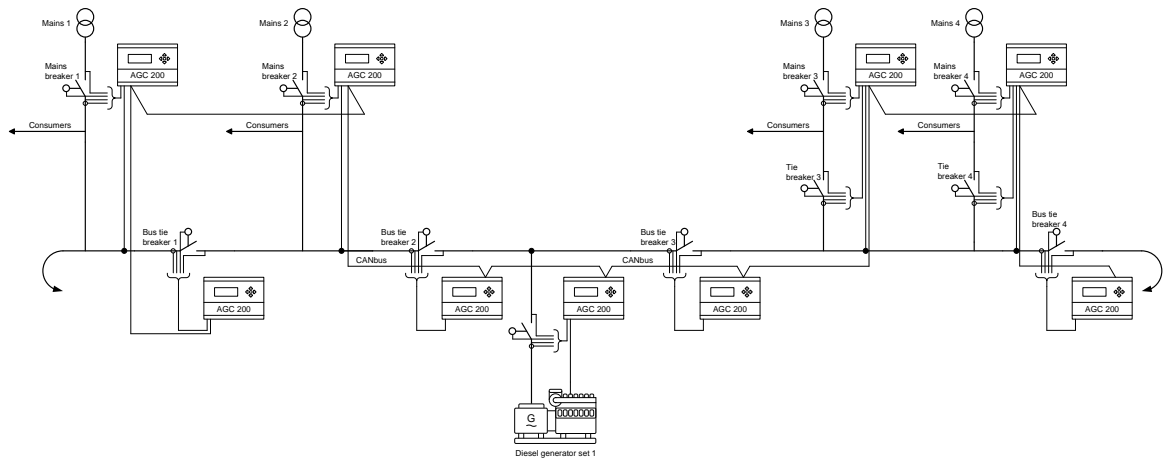 Mains 1
Mains 2
Mains 3
Mains 4
Mains
breaker 1
AGC 200
Mains
breaker 2
AGC 200
Mains
breaker 3
AGC 200
Mains
breaker 4
AGC 200
Consumers
Consumers
Consumers
Consumers
Tie
breaker 3
Tie
breaker 4
Bus tie
breaker 1
Bus tie
breaker 2
Bus tie
breaker 3
Bus tie
breaker 4
CANbus
CANbus
AGC 200
AGC 200
AGC 200
AGC 200
AGC 200
G
~
Diesel generator set 1